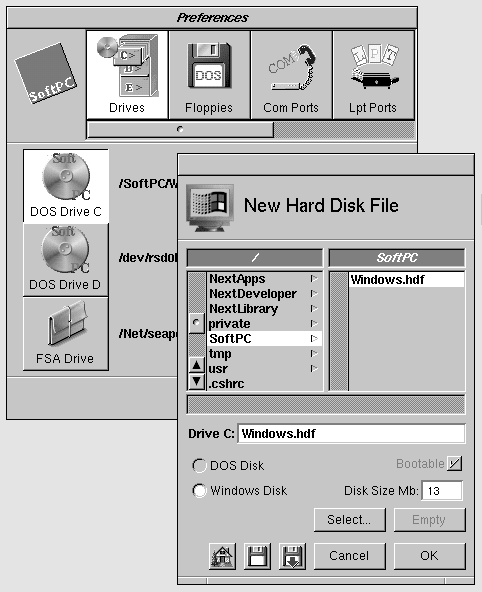 Preferences
SoftPC
C>
D>
E>
DOS
COM
LPT
Drives
Floppies
Com Ports
Lpt Ports
Soft PC
DOS Drive C
/SoftPC/W
Soft PC
DOS Drive D
/dev/rsd0
FSA Drive
/Net/seap
New Hard Disk File
/
SoftPC
NextApps
NextDeveloper
NextLibrary
private
SoftPC
tmp
usr
.cshrc
Windows.hdf
Drive C: Windows.hdf
DOS Disk
Bootable
Windows Disk
Disk Size Mb: 13
Select...
Empty
Cancel
OK